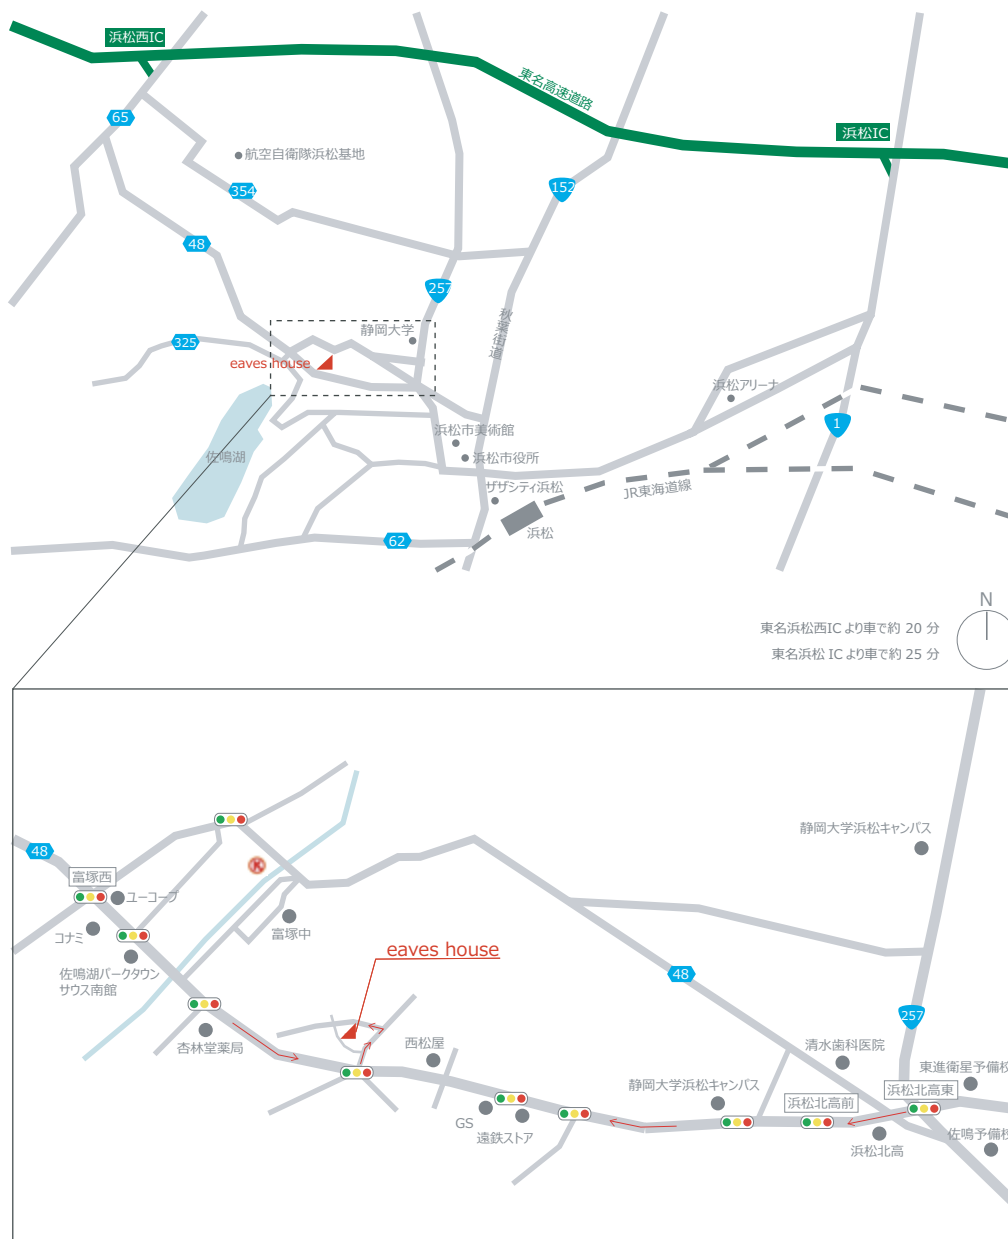 浜松西IC
東名高速道路
浜松IC
65
航空自衛隊浜松基地
354
152
48
257
静岡大学
秋葉街道
325
eaves house
浜松アリーナ
1
浜松市美術館
佐鳴湖
浜松市役所
ザザシティ浜松
JR東海道線
浜松
62
N
東名浜松西IC より車で約 20 分
東名浜松 IC より車で約 25 分
静岡大学浜松キャンパス
48
富塚西
ユーコープ
コナミ
富塚中
eaves house
佐鳴湖パークタウン
サウス南館
48
257
杏林堂薬局
西松屋
清水歯科医院
東進衛星予備校
静岡大学浜松キャンパス
浜松北高前
浜松北高東
GS
遠鉄ストア
浜松北高
佐鳴予備校